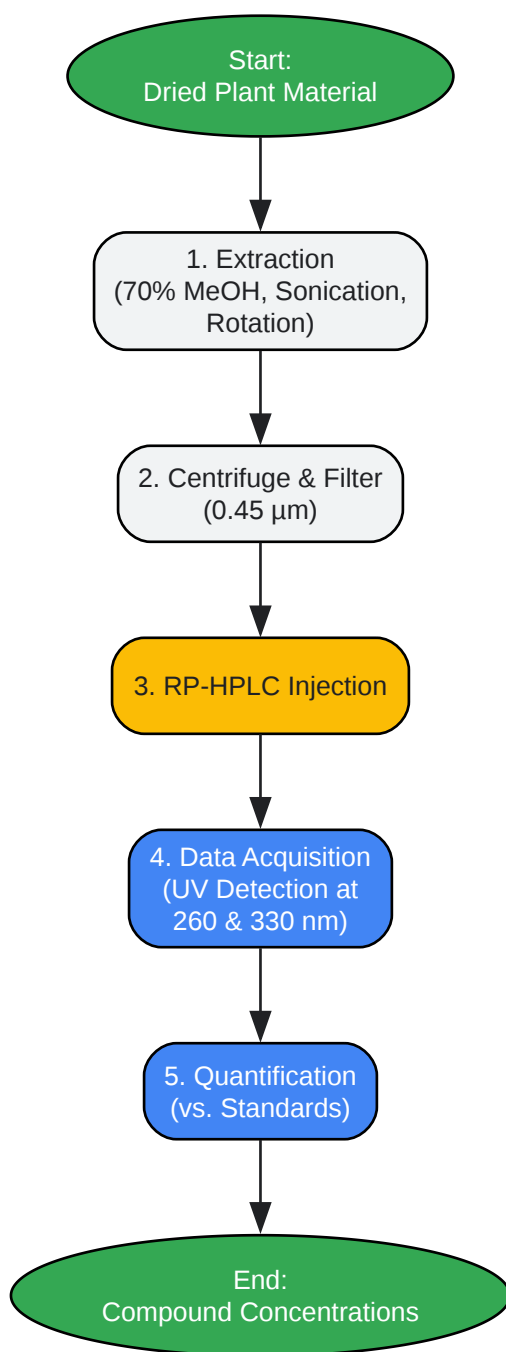 Start:
Dried Plant Material
1. Extraction
(70% MeOH, Sonication,
Rotation)
2. Centrifuge & Filter
(0.45 µm)
3. RP-HPLC Injection
4. Data Acquisition
(UV Detection at
260 & 330 nm)
5. Quantification
(vs. Standards)
End:
Compound Concentrations